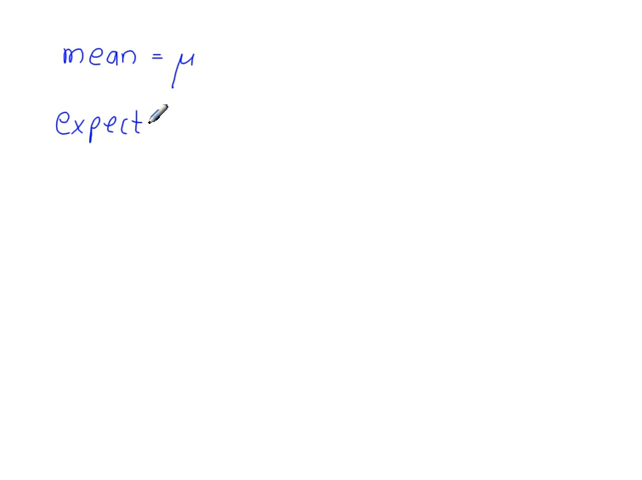 mean = μ
expect